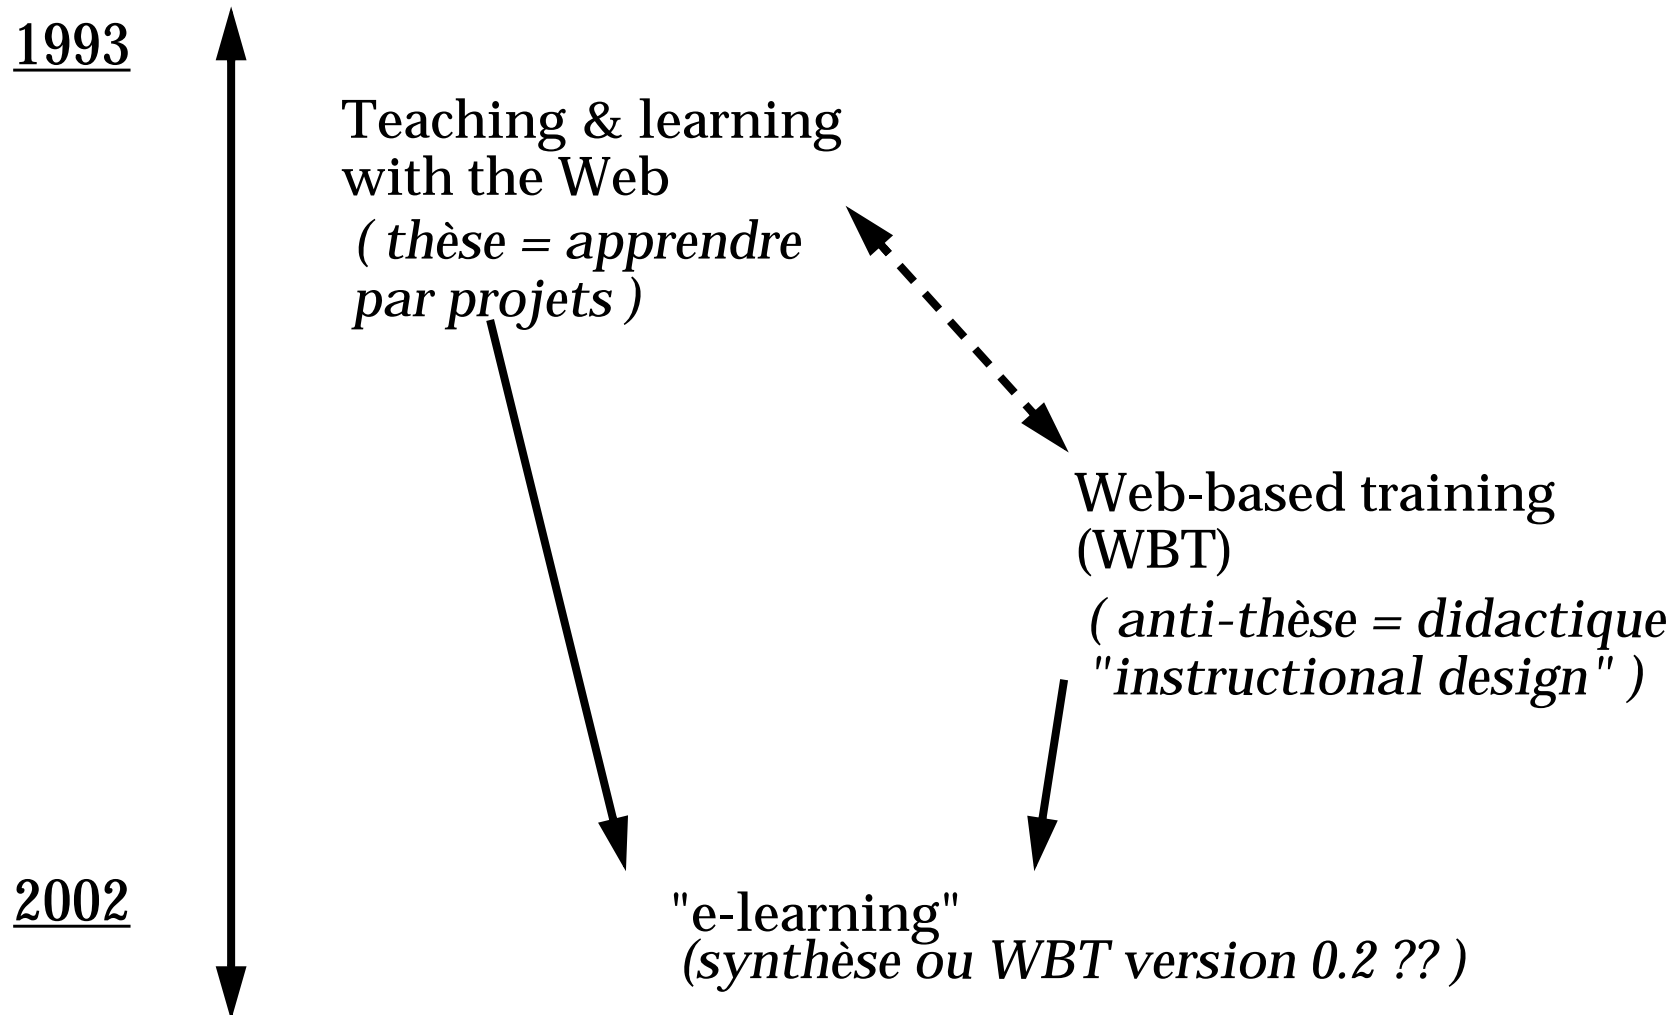 1993
Teaching & learning
with the Web
( thèse = apprendre
par projets )
Web-based training
(WBT)
( anti-thèse = didactique
"instructional design" )
2002
"e-learning"
(synthèse ou WBT version 0.2 ?? )